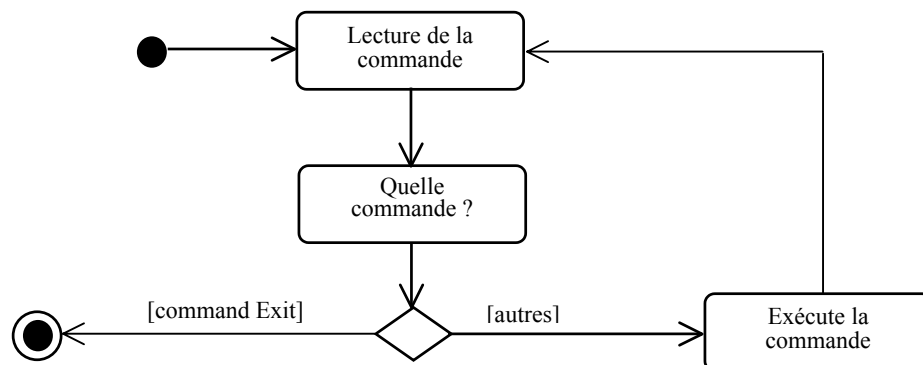 Lecture de la
commande
Quelle
commande ?
[command Exit]
[autres]
Exécute la
commande